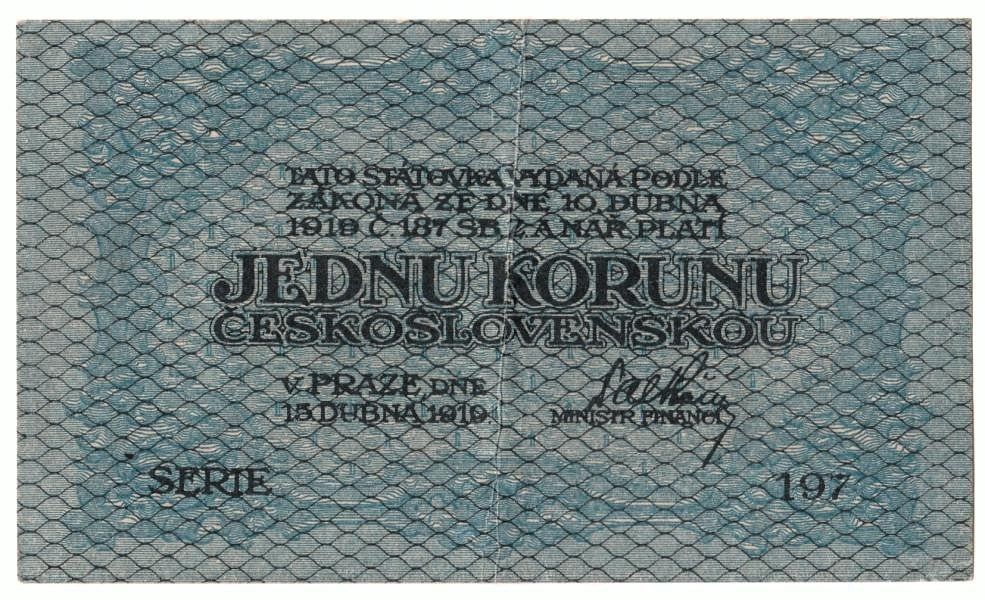 TATO STÁTOVKA VYDANÁ PODLE
ZÁKONA ZE DNE 10. DUBNA
1919 Č. 187 SB. Z. A NAŘ. PLATÍ
JEDNU KORUNU
ČESKOSLOVENSKOU
V PRAZE, DNE
15. DUBNA 1919.
MINISTR FINANCÍ
SERIE 197